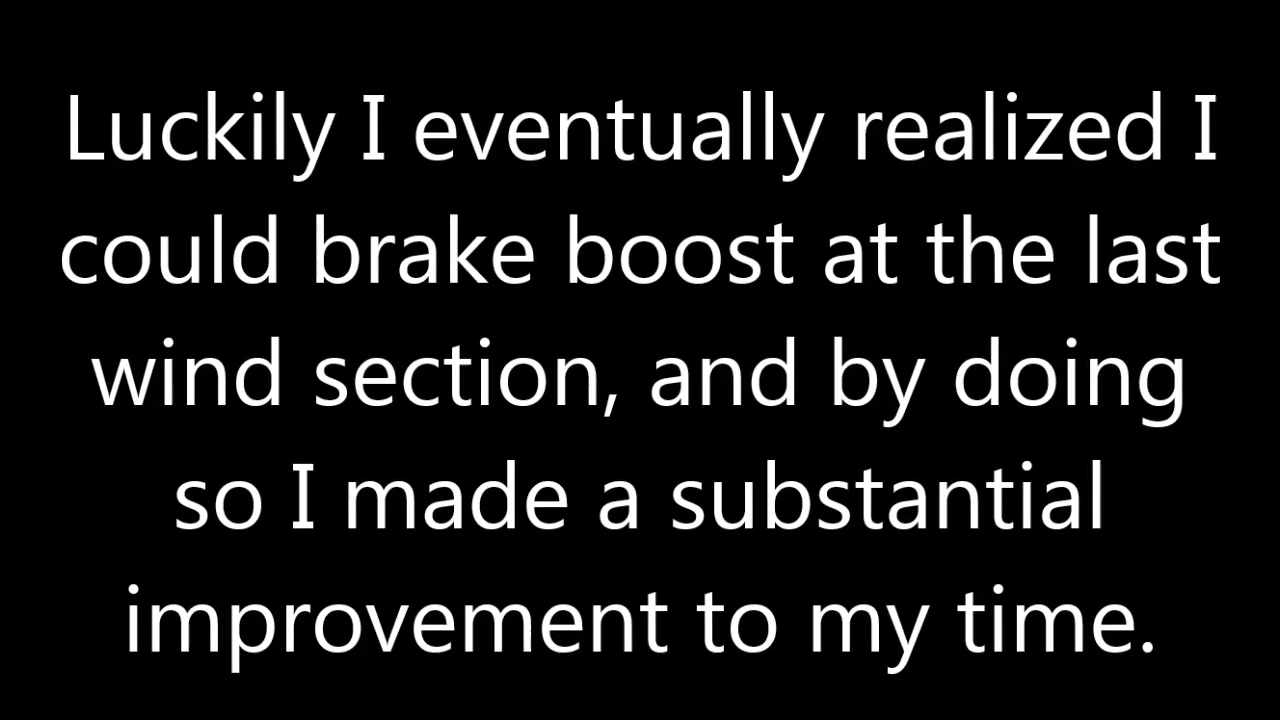 Luckily I eventually realized I
could brake boost at the last
wind section, and by doing
so I made a substantial
improvement to my time.